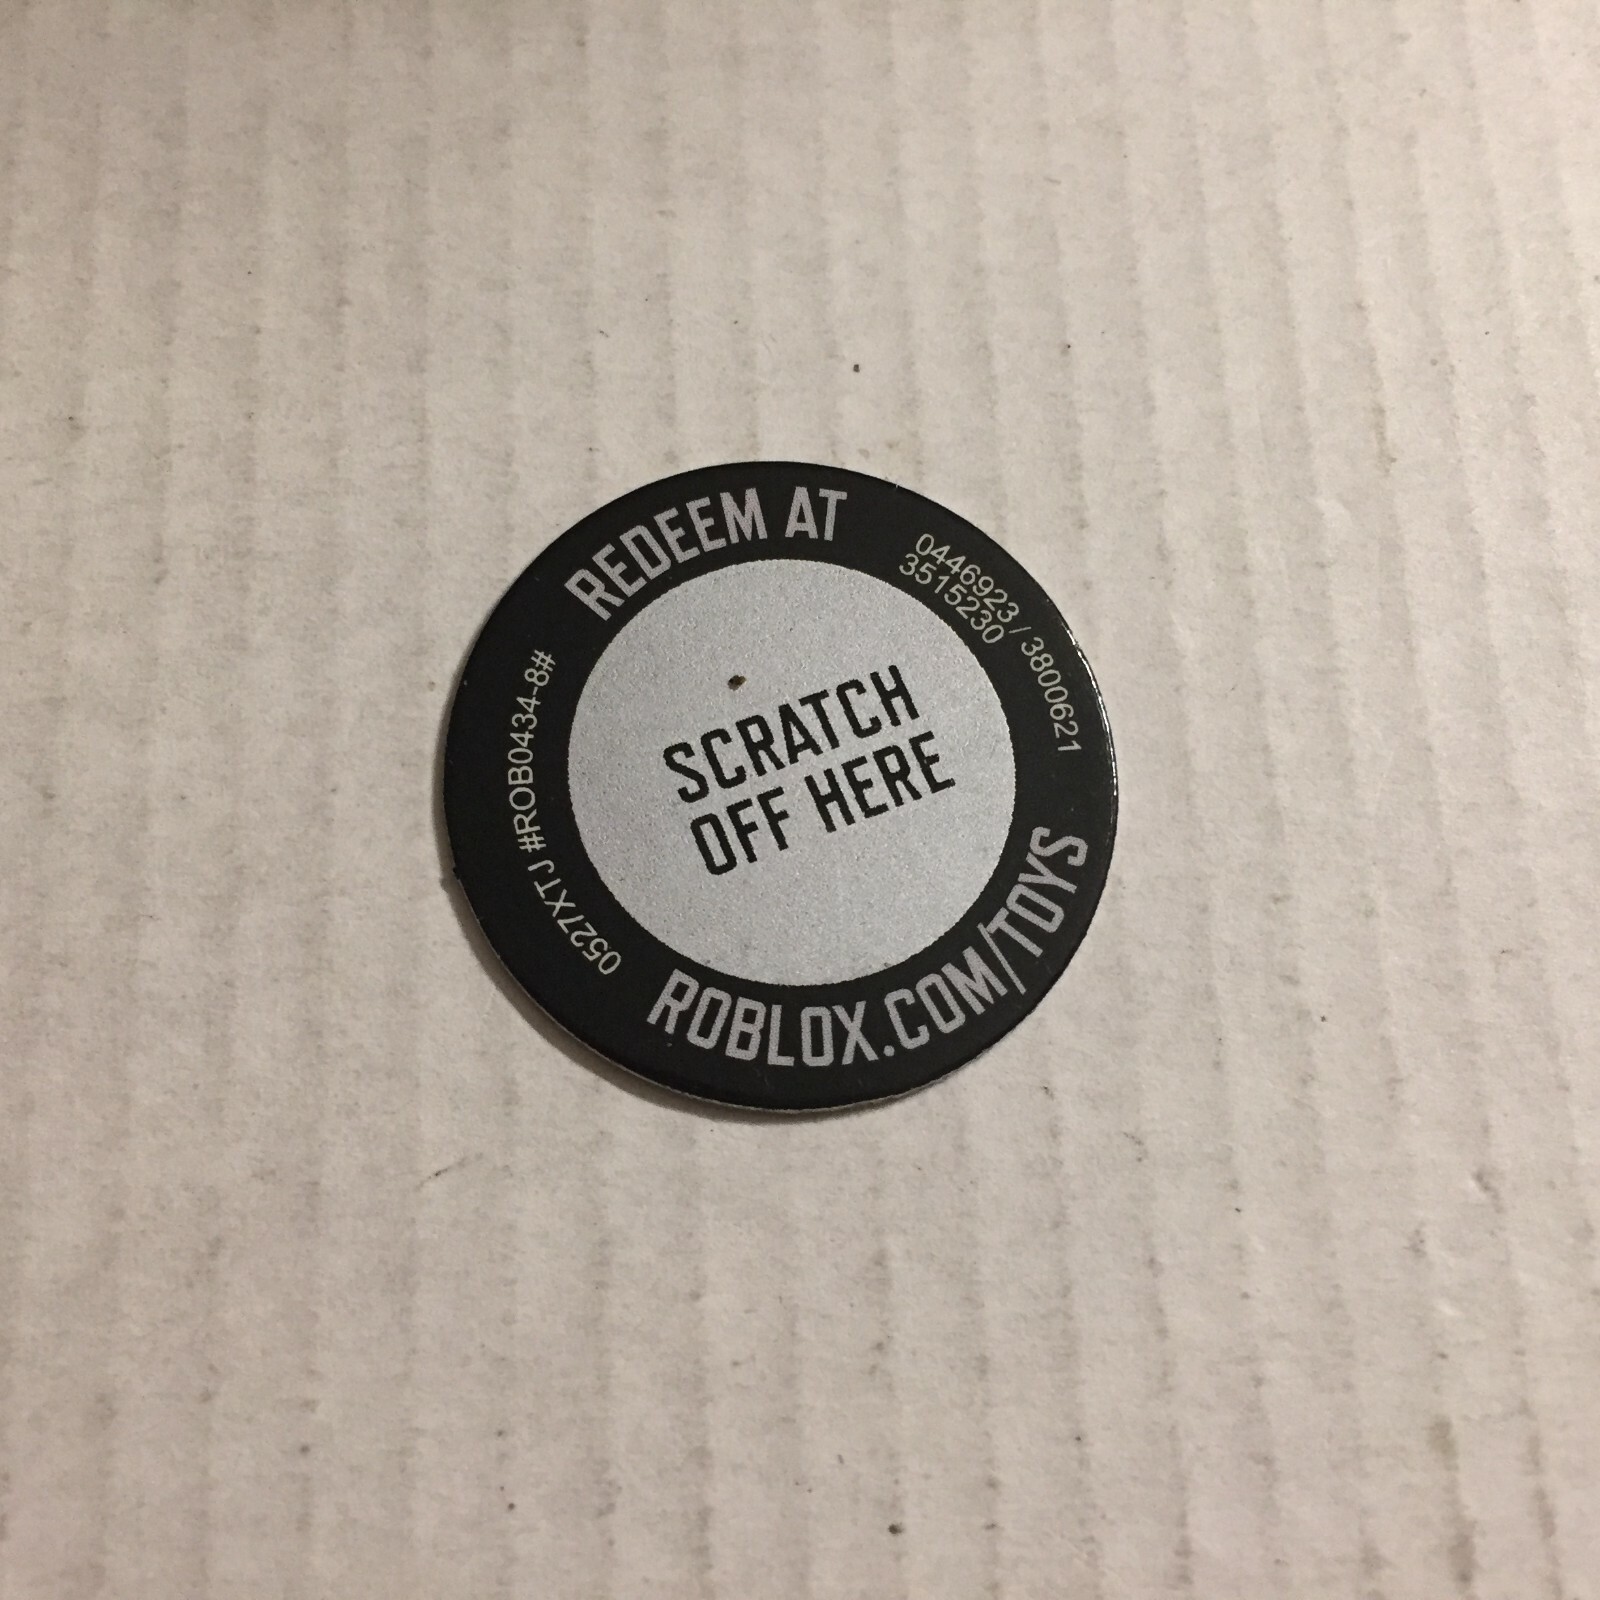 REDEEM AT
0446923 / 3800621
3515230
SCRATCH
OFF HERE
0527XTJ #ROB0434-8#
ROBLOX.COM/TOYS